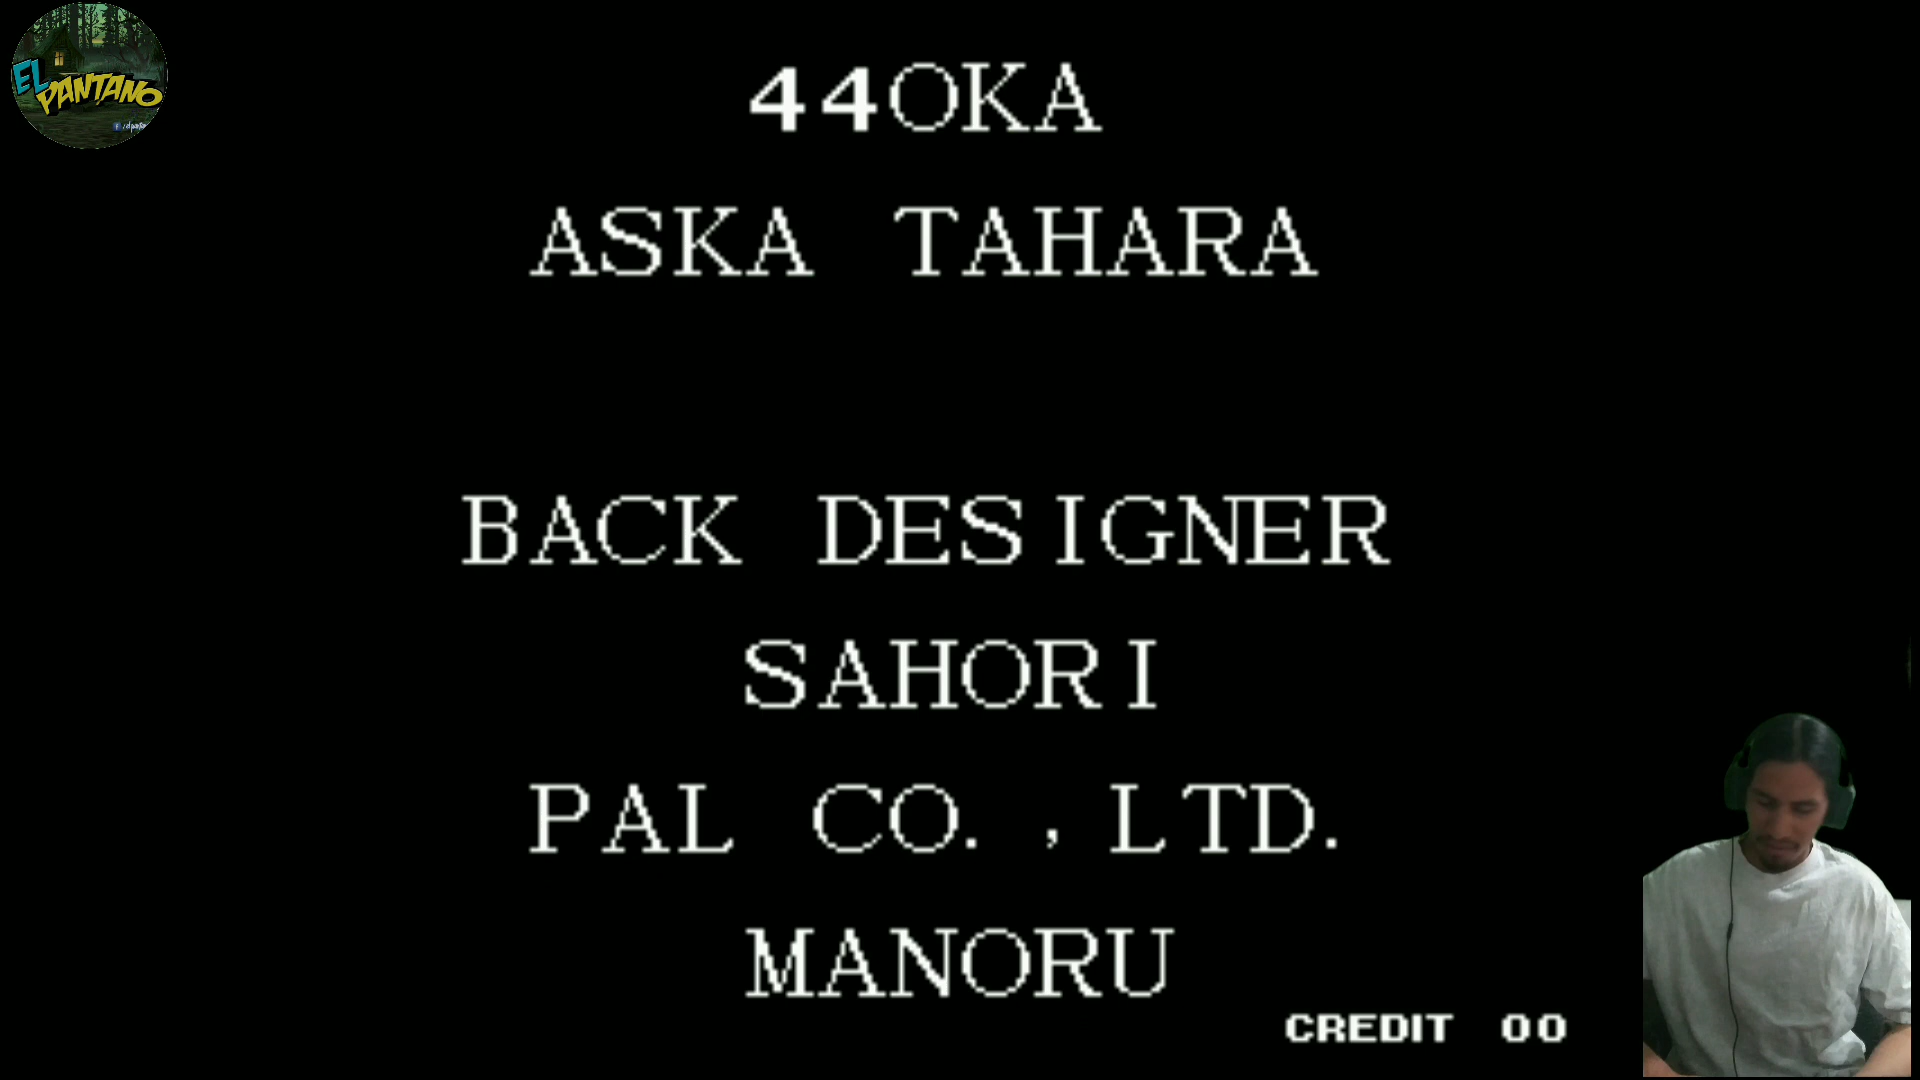 EL
PANTANO
44OKA
ASKA TAHARA
BACK DESIGNER
SAHORI
PAL CO. ,LTD.
MANORU
CREDIT 00